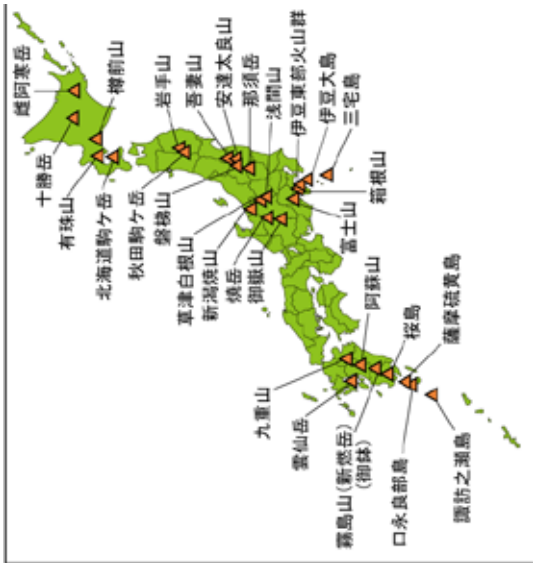 雌阿寒岳
十勝岳
樽前山
有珠山
北海道駒ケ岳
岩手山
秋田駒ケ岳
吾妻山
安達太良山
磐梯山
那須岳
浅間山
草津白根山
新潟焼山
焼岳
御嶽山
伊豆東部火山群
伊豆大島
三宅島
箱根山
富士山
阿蘇山
九重山
雲仙岳
霧島山(新燃岳)
(御鉢)
桜島
薩摩硫黄島
口永良部島
諏訪之瀬島